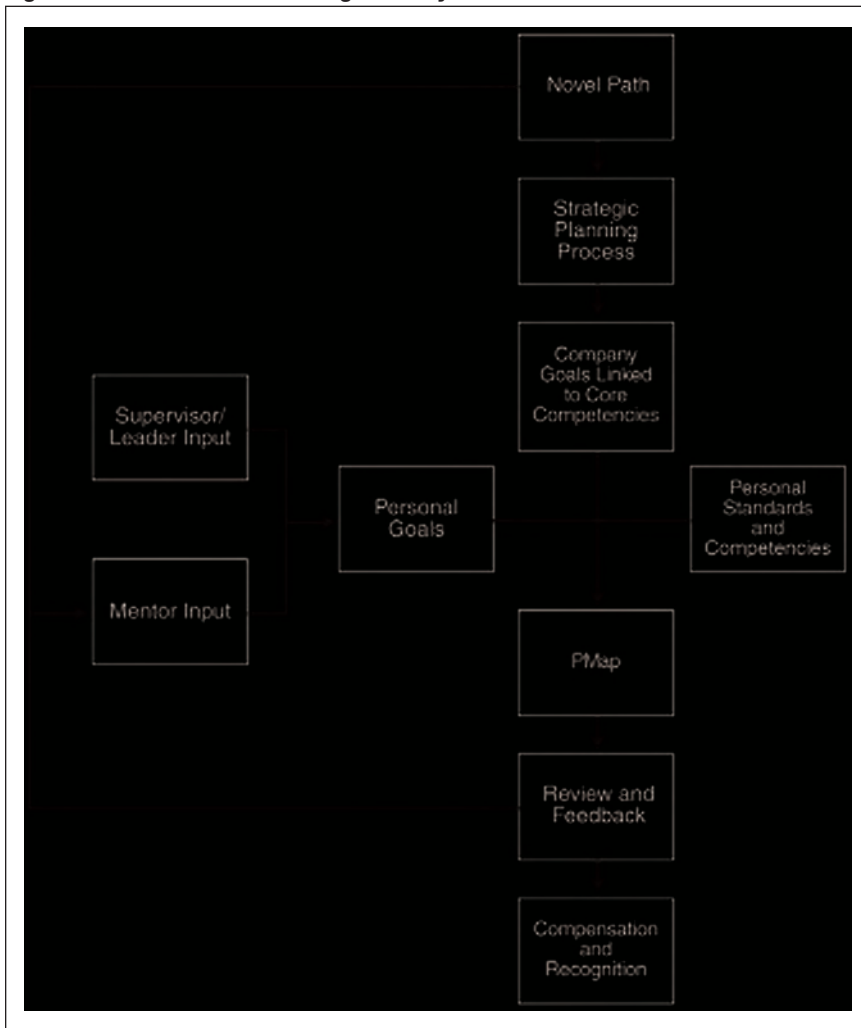 Novel Path
Strategic
Planning
Process
Company
Goals Linked
to Core
Competencies
Supervisor/
Leader Input
Personal
Goals
Personal
Standards
and
Competencies
Mentor Input
PMap
Review and
Feedback
Compensation
and
Recognition